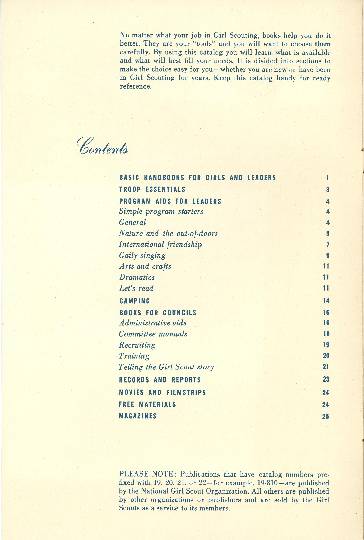 No matter what your job in Girl Scouting, books help you do it
better. They are your "tools" and you will want to choose them
carefully. By using this catalog you will learn what is available
and what will best fill your needs. It is divided into sections to
make the choice easy for you—whether you are new or have been
in Girl Scouting for years. Keep this catalog handy for ready
reference.
Contents
BASIC HANDBOOKS FOR GIRLS AND LEADERS 1
TROOP ESSENTIALS 3
PROGRAM AIDS FOR LEADERS 4
Simple program starters 4
General 4
Nature and the out-of-doors 6
International friendship 7
Gaily singing 9
Arts and crafts 11
Dramatics 11
Let's read 11
CAMPING 14
BOOKS FOR COUNCILS 16
Administrative aids 16
Committee manuals 18
Recruiting 19
Training 20
Telling the Girl Scout story 21
RECORDS AND REPORTS 23
MOVIES AND FILMSTRIPS 24
FREE MATERIALS 24
MAGAZINES 25
PLEASE NOTE: Publications that have catalog numbers pre-
fixed with 19, 20, 21, or 22—for example, 19-810—are published
by the National Girl Scout Organization. All others are published
by other organizations or publishers and are sold by the Girl
Scouts as a service to its members.